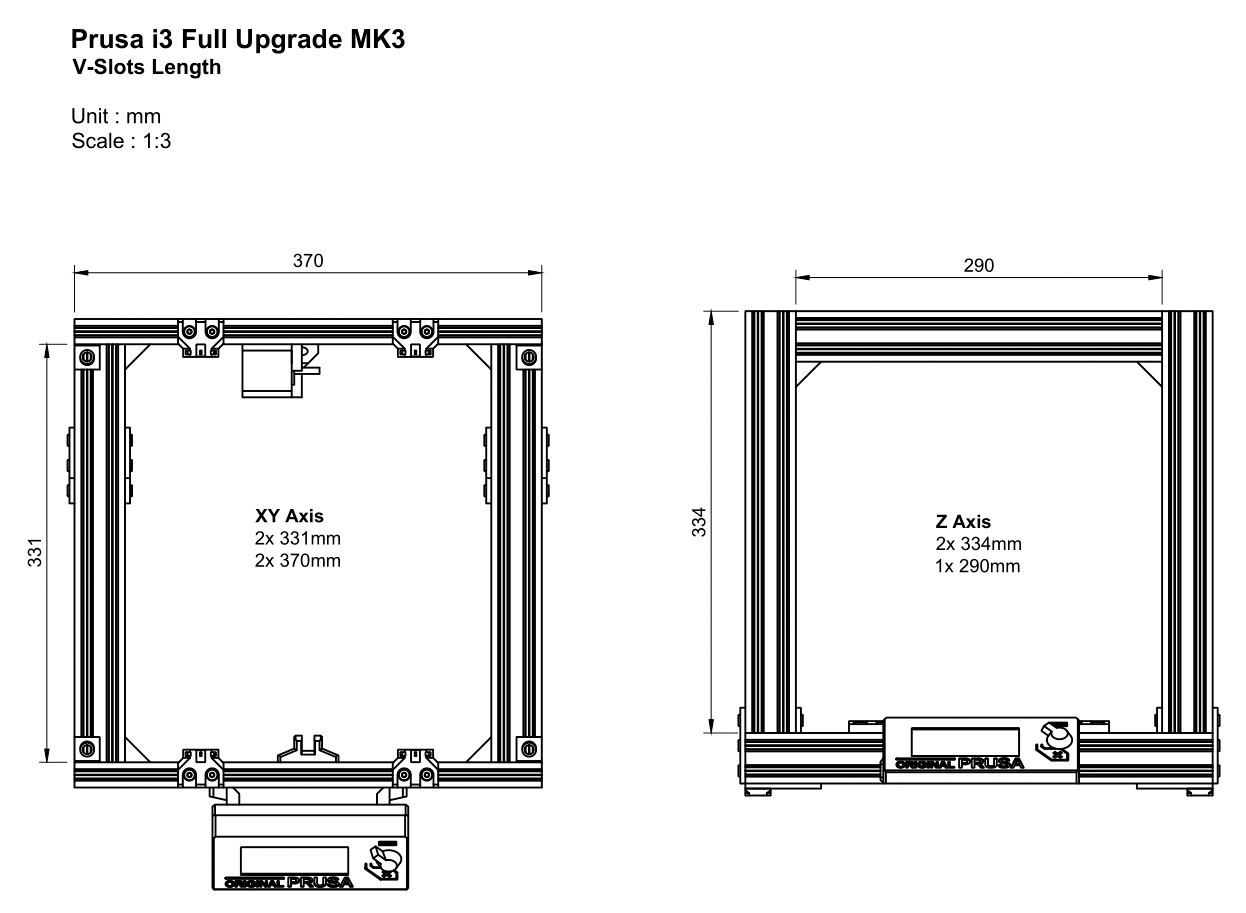 Prusa i3 Full Upgrade MK3
V-Slots Length
Unit : mm
Scale : 1:3
370
331
XY Axis
2x 331mm
2x 370mm
ORIGINAL PRUSA
290
334
Z Axis
2x 334mm
1x 290mm
ORIGINAL PRUSA